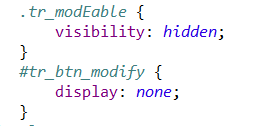 .tr_modEable {
    visibility: hidden;
}
#tr_btn_modify {
    display: none;
}